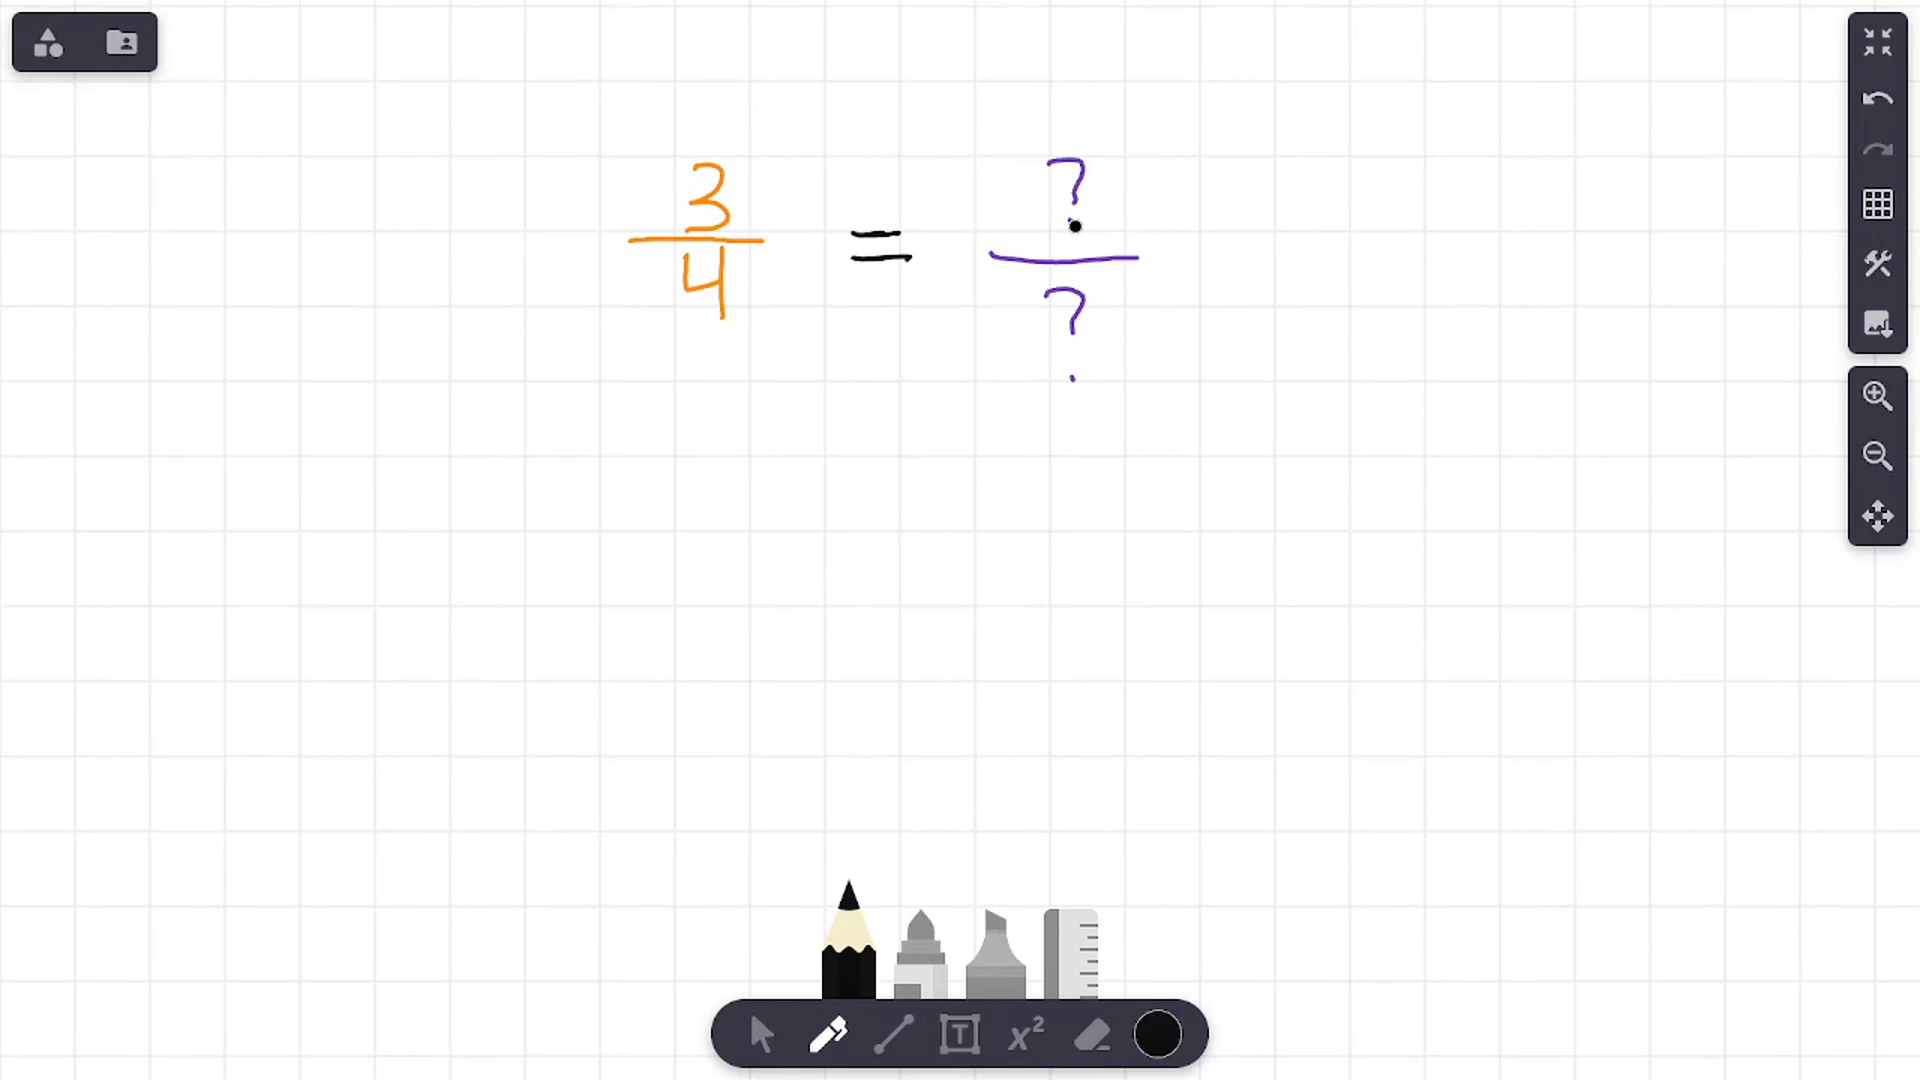 3/4 = ?/?